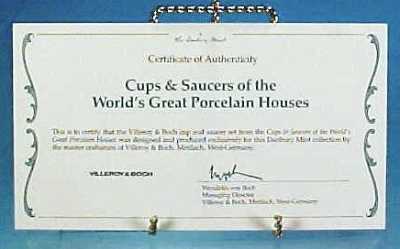 The Danbury Mint
Certificate of Authenticity
Cups & Saucers of the
World's Great Porcelain Houses
This is to certify that the Villeroy & Boch cup and saucer set from the Cups & Saucers of the World's
Great Porcelain Houses was designed and produced exclusively for this Danbury Mint collection by
the master craftsmen of Villeroy & Boch, Mettlach, West-Germany.
VILLEROY & BOCH
von Boch
Managing Director
Villeroy & Boch, Mettlach, West-Germany